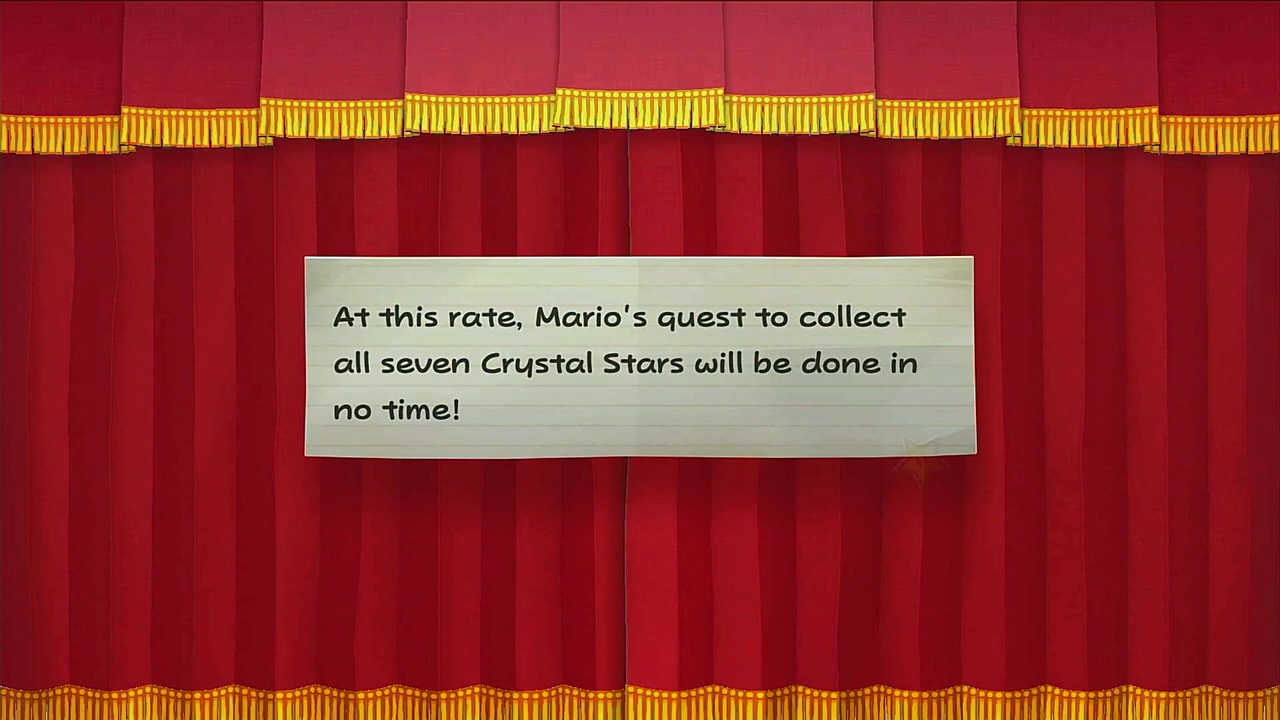 At this rate, Mario's quest to collect
all seven Crystal Stars will be done in
no time!